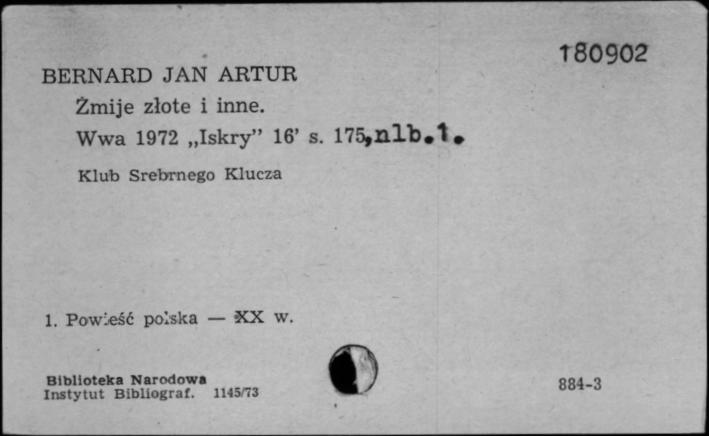 180902
BERNARD JAN ARTUR
Żmije złote i inne.
Wwa 1972 „Iskry” 16’ s. 175,nlb.1.
Klub Srebrnego Klucza
1. Powieść polska — XX w.
Biblioteka Narodowa
Instytut Bibliograf. 1145/73
884-3